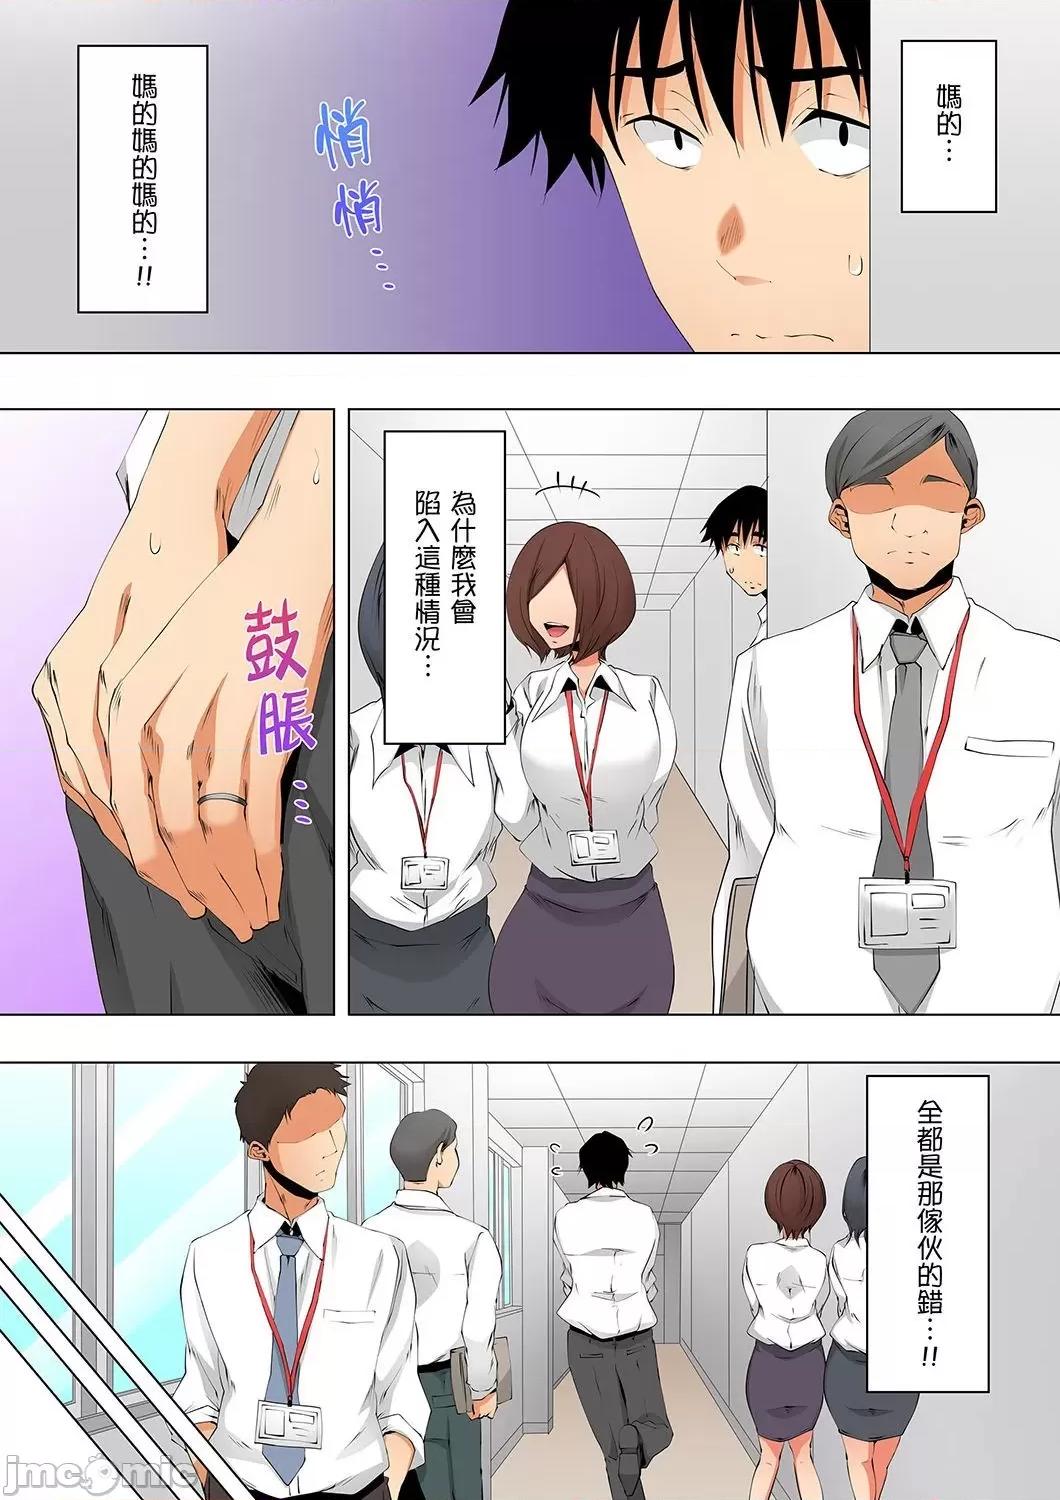 媽的…
悄悄…
媽的媽的媽的…!!
為什麼我會
陷入這種情況…
鼓脹…
全都是那傢伙的錯…!!
jmcomic